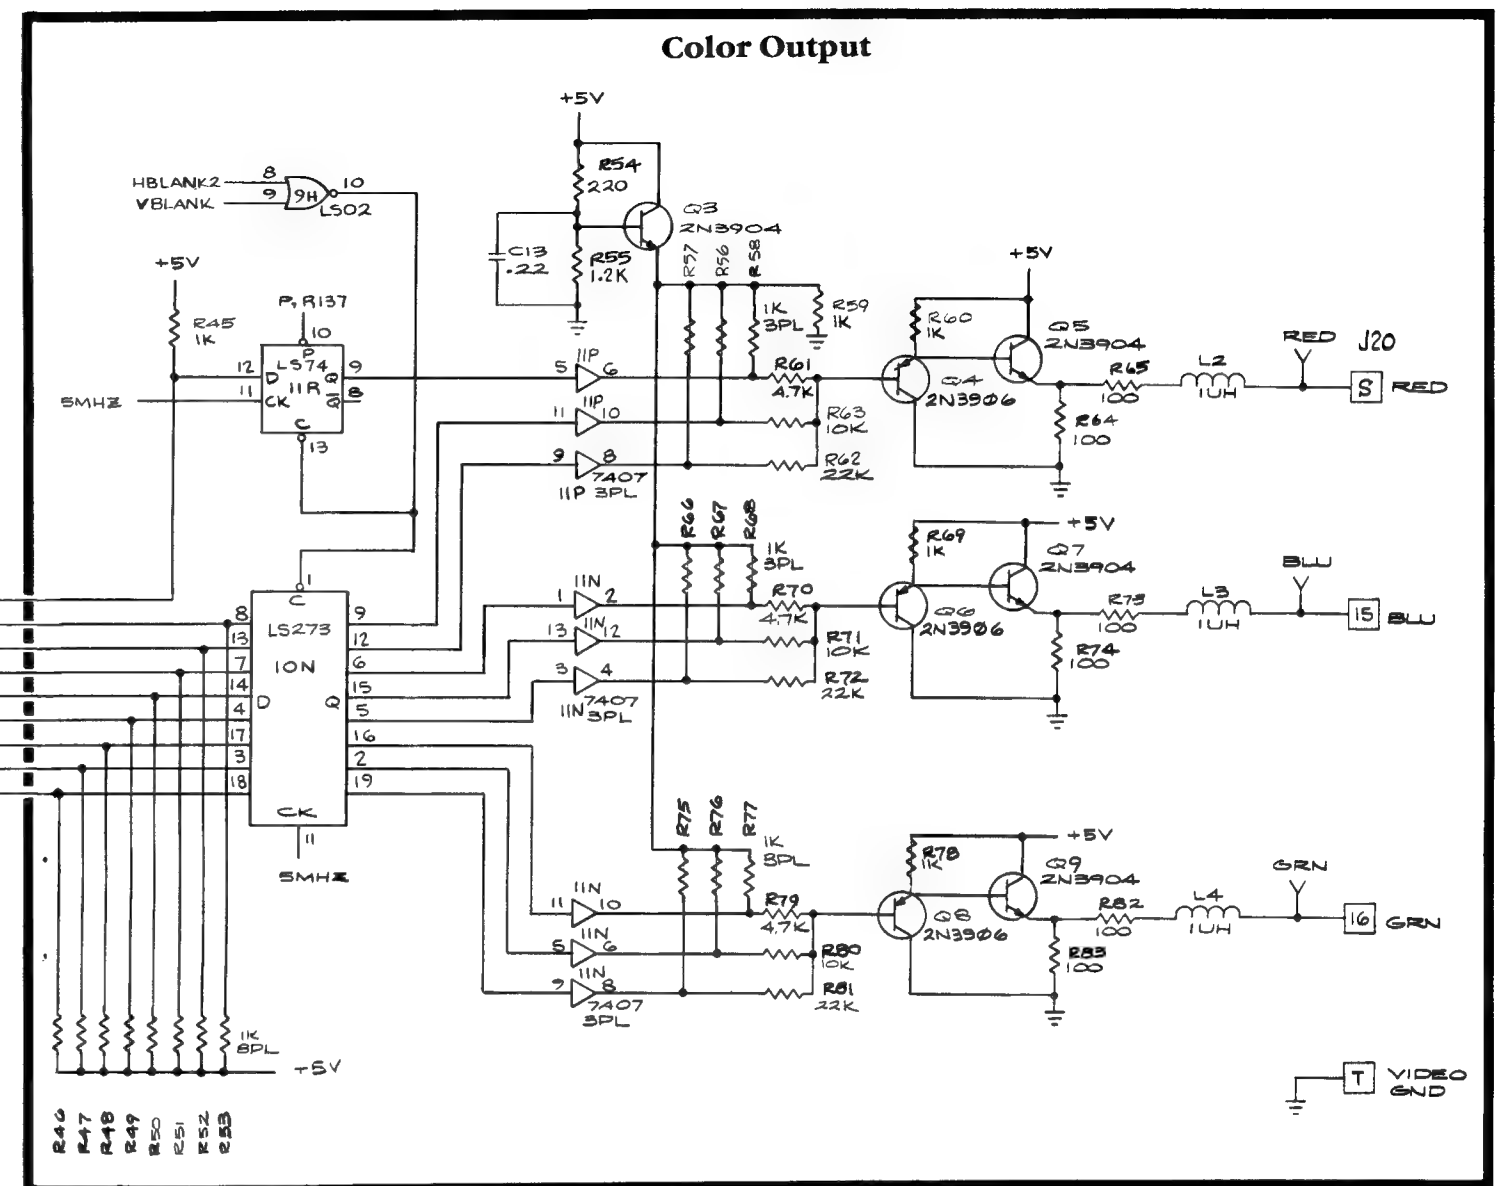 Color Output
+5V
R54
220
HBLANK2
8
9
9H
10
VBLANK
LS02
Q3
2N3904
C13
.22
R55
1.2K
R57
R56
R58
+5V
R45
1K
P, R137
10
P
LS74
11R
12
D
Q
9
11
CK
Q
8
C
13
5MHZ
1K
3PL
R59
1K
11P
5
6
R61
4.7K
11P
11
10
R63
10K
9
8
7407
11P 3PL
R62
22K
+5V
R60
1K
Q5
2N3904
Q4
2N3906
R65
100
R64
100
L2
1UH
RED
J20
S
RED
R66
R67
R68
1K
3PL
11N
1
2
R70
4.7K
13
11N
12
R71
10K
3
4
7407
11N
3PL
R72
22K
R69
1K
+5V
Q7
2N3904
Q6
2N3906
R73
100
R74
100
L3
1UH
BLU
15
BLU
1
C
LS273
10N
D
Q
CK
11
5MHZ
8
13
7
14
4
17
3
18
9
12
6
15
5
16
2
19
R75
R76
R77
1K
3PL
11N
11
10
R79
4.7K
11N
5
6
R80
10K
11N
9
8
7407
3PL
R81
22K
R78
1K
+5V
Q9
2N3904
Q8
2N3906
R82
100
R83
100
L4
1UH
GRN
16
GRN
1K
8PL
+5V
T
VIDEO
GND
R46
R47
R48
R49
R50
R51
R52
R53